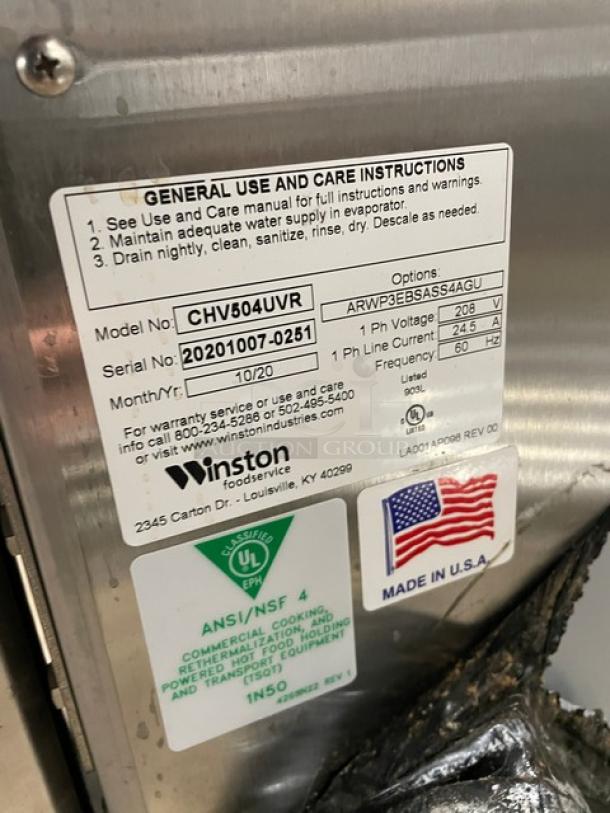 GENERAL USE AND CARE INSTRUCTIONS
1. See Use and Care manual for full instructions and warnings.
2. Maintain adequate water supply in evaporator.
3. Drain nightly, clean, sanitize, rinse, dry. Descale as needed.
Model No: CHV504UVR
Serial No: 20201007-0251
Month/Yr: 10/20
Options:
ARWP3EBSASS4AGU
1 Ph Voltage: 208 V
1 Ph Line Current: 24.5 A
Frequency: 60 Hz
For warranty service or use and care
info call 800-234-5286 or 502-495-5400
or visit www.winstonindustries.com
Listed
903L
UL
LISTED
AUCTION GROUP
Winston
foodservice
LA001AP098 REV 00
2345 Carton Dr. - Louisville, KY 40299
CLASSIFIED
UL
EPH
ANSI/NSF 4
COMMERCIAL COOKING,
RETHERMALIZATION, AND
POWERED HOT FOOD HOLDING
AND TRANSPORT EQUIPMENT
(TSQT)
1N50
MADE IN U.S.A.